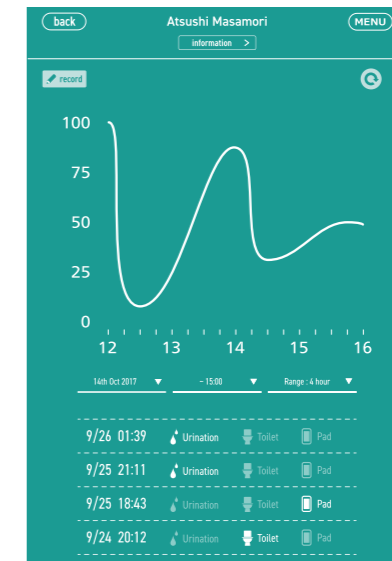 back Atsushi Masamori MENU
information >
record
100
75
50
25
0
12 13 14 15 16
14th Oct 2017 ▼ ~ 15:00 ▼ Range : 4 hour ▼
9/26 01:39 Urination Toilet Pad
9/25 21:11 Urination Toilet Pad
9/25 18:43 Urination Toilet Pad
9/24 20:12 Urination Toilet Pad